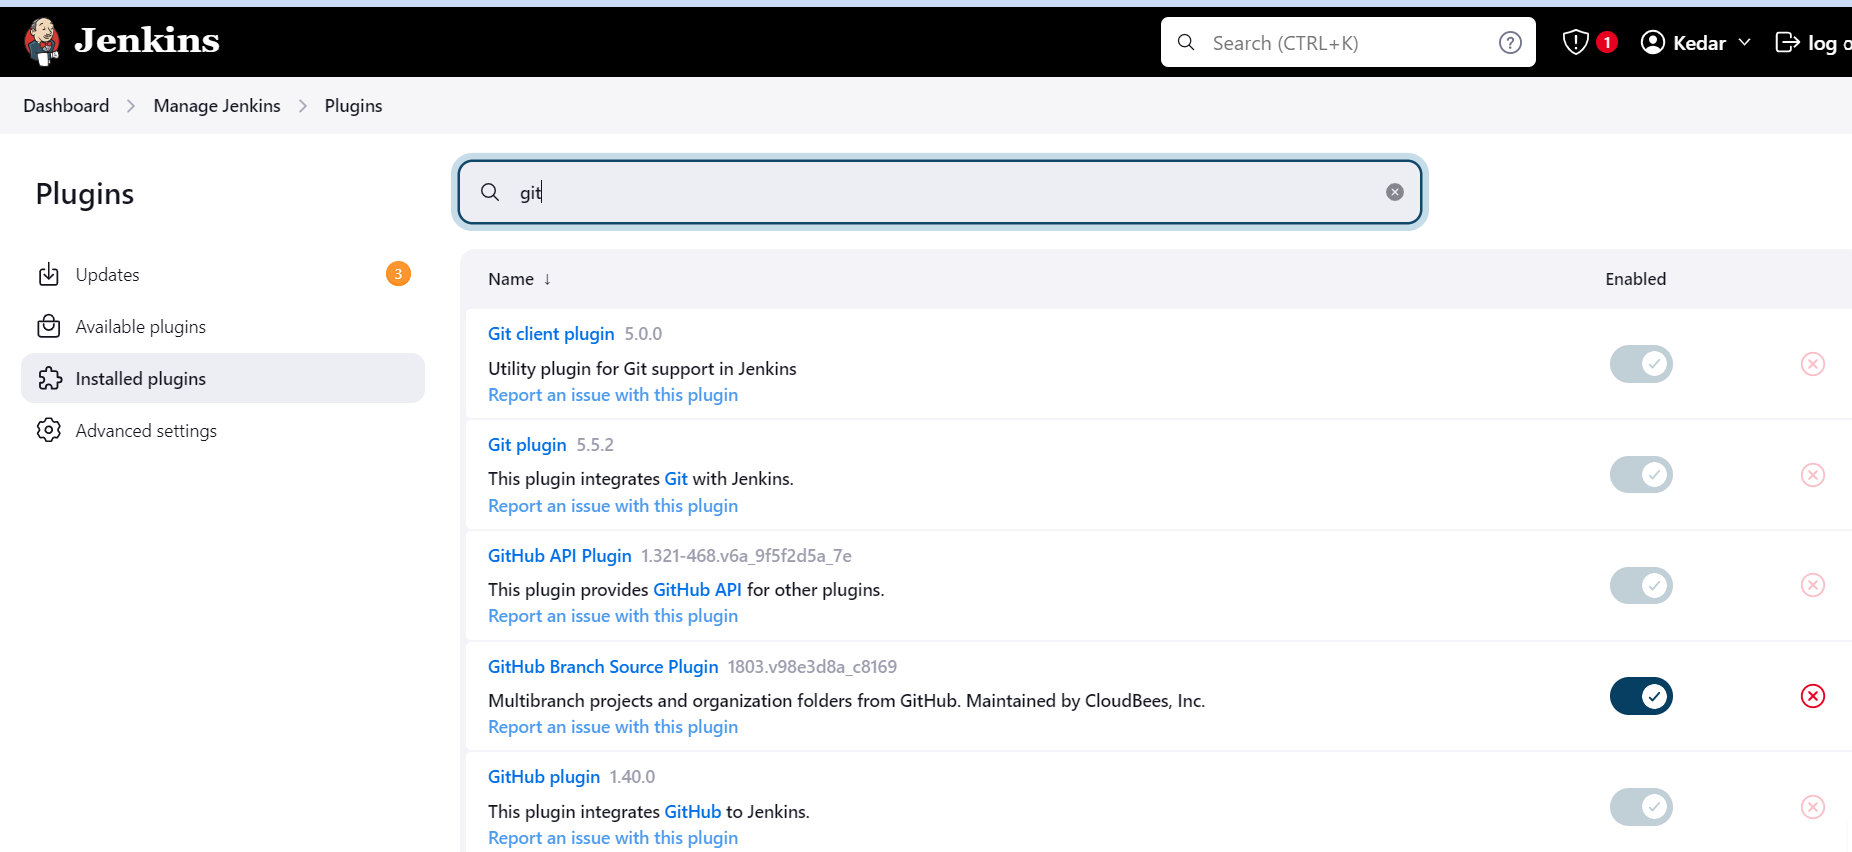 Jenkins
Search (CTRL+K)
1
Kedar
log o
Dashboard
Manage Jenkins
Plugins
Plugins
git
Updates
3
Available plugins
Installed plugins
Advanced settings
Name ↓
Enabled
Git client plugin 5.0.0
Utility plugin for Git support in Jenkins
Report an issue with this plugin
Git plugin 5.5.2
This plugin integrates Git with Jenkins.
Report an issue with this plugin
GitHub API Plugin 1.321-468.v6a_9f5f2d5a_7e
This plugin provides GitHub API for other plugins.
Report an issue with this plugin
GitHub Branch Source Plugin 1803.v98e3d8a_c8169
Multibranch projects and organization folders from GitHub. Maintained by CloudBees, Inc.
Report an issue with this plugin
GitHub plugin 1.40.0
This plugin integrates GitHub to Jenkins.
Report an issue with this plugin